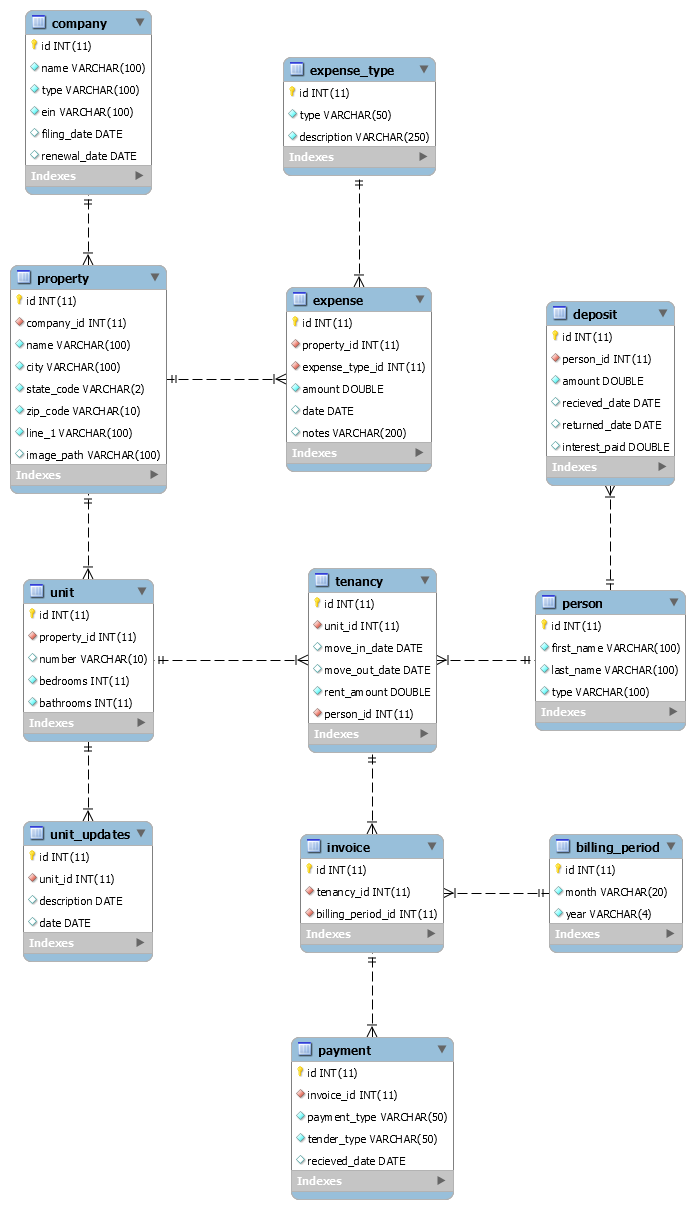 company
id INT(11)
name VARCHAR(100)
type VARCHAR(100)
ein VARCHAR(100)
filing_date DATE
renewal_date DATE
Indexes
expense_type
id INT(11)
type VARCHAR(50)
description VARCHAR(250)
Indexes
property
id INT(11)
company_id INT(11)
name VARCHAR(100)
city VARCHAR(100)
state_code VARCHAR(2)
zip_code VARCHAR(10)
line_1 VARCHAR(100)
image_path VARCHAR(100)
Indexes
expense
id INT(11)
property_id INT(11)
expense_type_id INT(11)
amount DOUBLE
date DATE
notes VARCHAR(200)
Indexes
deposit
id INT(11)
person_id INT(11)
amount DOUBLE
recieved_date DATE
returned_date DATE
interest_paid DOUBLE
Indexes
unit
id INT(11)
property_id INT(11)
number VARCHAR(10)
bedrooms INT(11)
bathrooms INT(11)
Indexes
tenancy
id INT(11)
unit_id INT(11)
move_in_date DATE
move_out_date DATE
rent_amount DOUBLE
person_id INT(11)
Indexes
person
id INT(11)
first_name VARCHAR(100)
last_name VARCHAR(100)
type VARCHAR(100)
Indexes
unit_updates
id INT(11)
unit_id INT(11)
description DATE
date DATE
Indexes
invoice
id INT(11)
tenancy_id INT(11)
billing_period_id INT(11)
Indexes
billing_period
id INT(11)
month VARCHAR(20)
year VARCHAR(4)
Indexes
payment
id INT(11)
invoice_id INT(11)
payment_type VARCHAR(50)
tender_type VARCHAR(50)
recieved_date DATE
Indexes